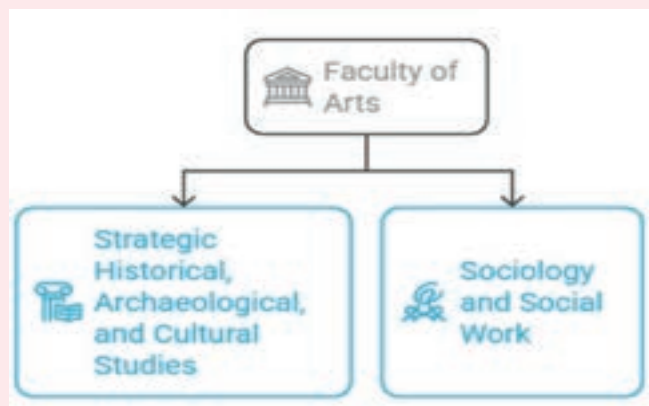 Faculty of
Arts
Strategic
Historical,
Archaeological,
and Cultural
Studies
Sociology
and Social
Work